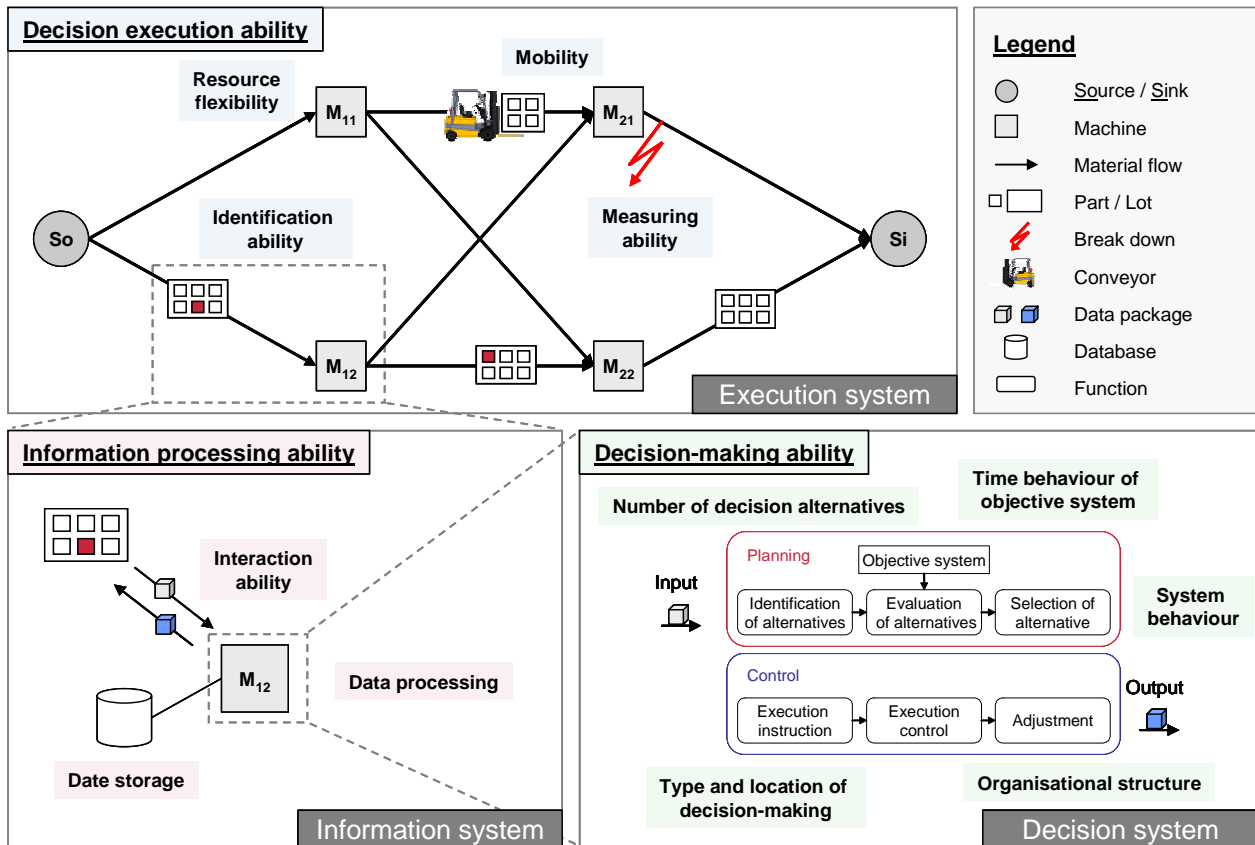 Decision execution ability
Resource
flexibility
Mobility
M11
M21
Identification
ability
Measuring
ability
So
Si
M12
M22
Execution system
Legend
Source / Sink
Machine
Material flow
Part / Lot
Break down
Conveyor
Data package
Database
Function
Information processing ability
Interaction
ability
M12
Data processing
Date storage
Information system
Decision-making ability
Number of decision alternatives
Time behaviour of
objective system
Planning
Objective system
Input
Identification
of alternatives
Evaluation
of alternatives
Selection of
alternative
System
behaviour
Control
Execution
instruction
Execution
control
Adjustment
Output
Type and location of
decision-making
Organisational structure
Decision system